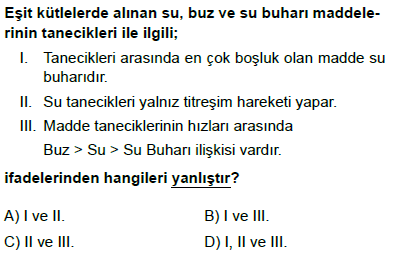 Eşit kütlelerde alınan su, buz ve su buharı maddele-
rinin tanecikleri ile ilgili;
I. Tanecikleri arasında en çok boşluk olan madde su
buharıdır.
II. Su tanecikleri yalnız titreşim hareketi yapar.
III. Madde taneciklerinin hızları arasında
Buz > Su > Su Buharı ilişkisi vardır.
ifadelerinden hangileri yanlıştır?
A) I ve II. B) I ve III.
C) II ve III. D) I, II ve III.